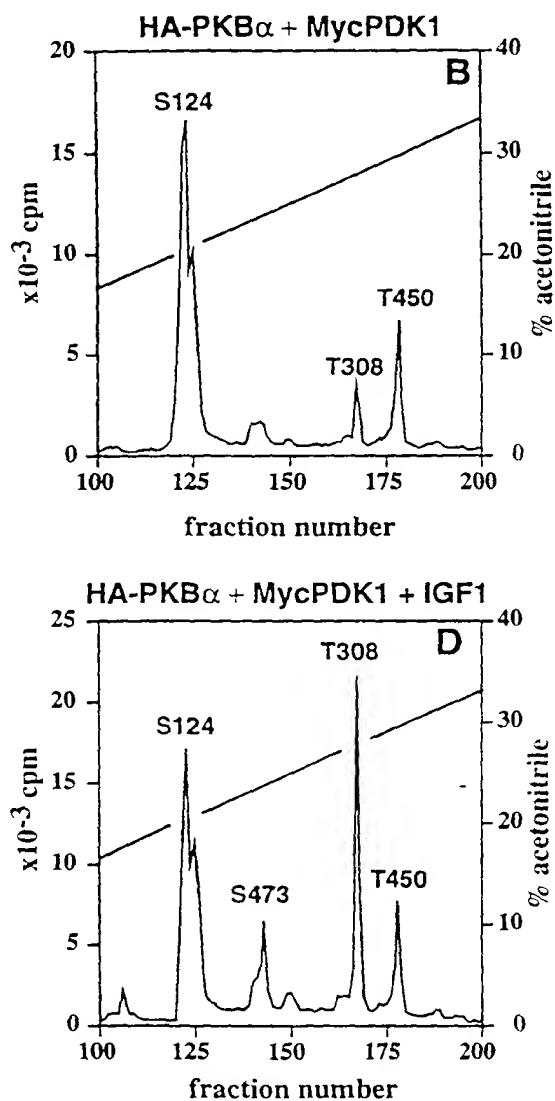 HA-PKBα + MycPDK1
B
20
15
10
5
0
x10-3 cpm
40
30
20
10
0
% acetonitrile
S124
T308
T450
100 125 150 175 200
fraction number
HA-PKBα + MycPDK1 + IGF1
D
25
20
15
10
5
0
x10-3 cpm
40
30
20
10
0
% acetonitrile
T308
S124
S473
T450
100 125 150 175 200
fraction number